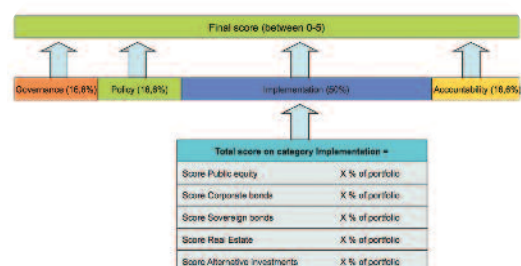 Final score (between 0-5)
Governance (16,6%) Policy (16,6%) Implementation (50%) Accountability (16,6%)
Total score on category Implementation =
Score Public equity X % of portfolio
Score Corporate bonds X % of portfolio
Score Sovereign bonds X % of portfolio
Score Real Estate X % of portfolio
Score Alternative Investments X % of portfolio